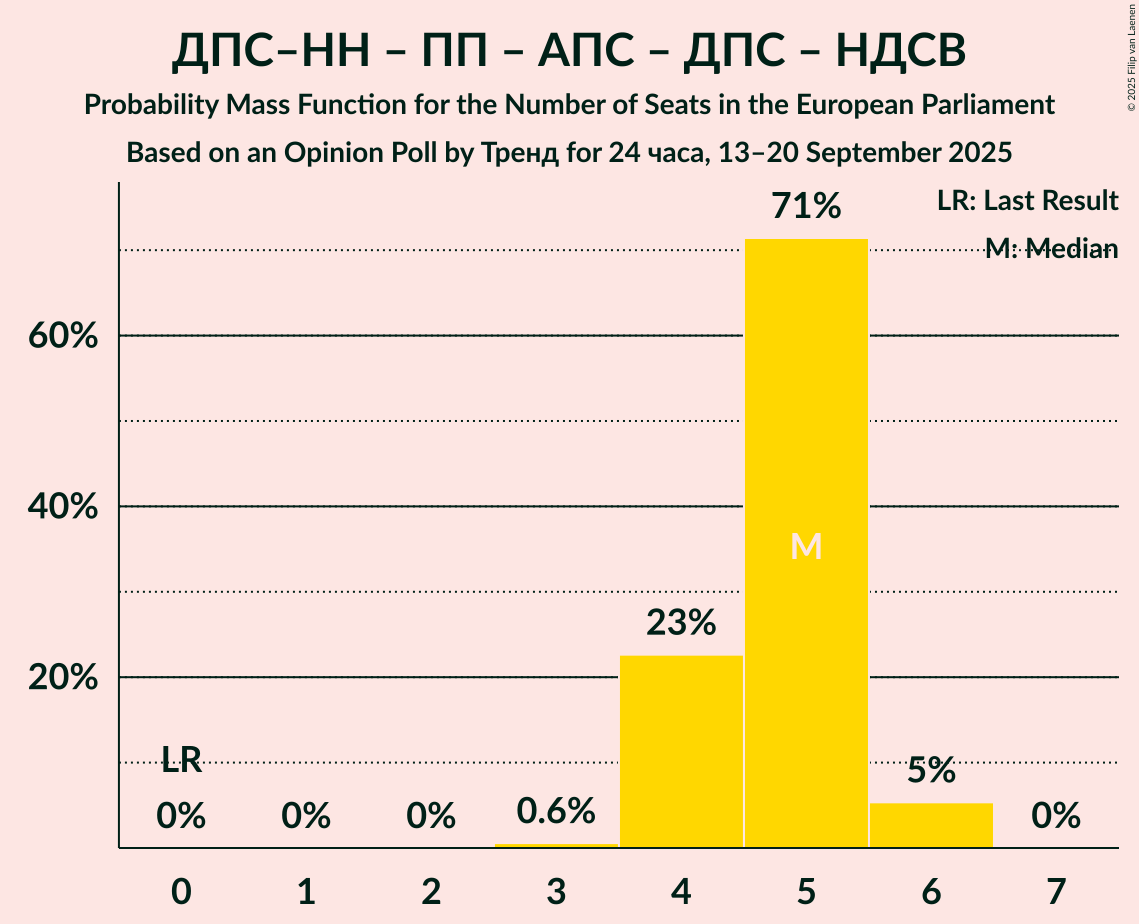 ДПС–НН – ПП – АПС – ДПС – НДСВ
Probability Mass Function for the Number of Seats in the European Parliament
Based on an Opinion Poll by Тренд for 24 часа, 13–20 September 2025
© 2025 Filip van Laenen
LR: Last Result
M: Median
71%
60%
40%
M
23%
20%
LR
5%
0%
0%
0%
0.6%
0%
0
1
2
3
4
5
6
7